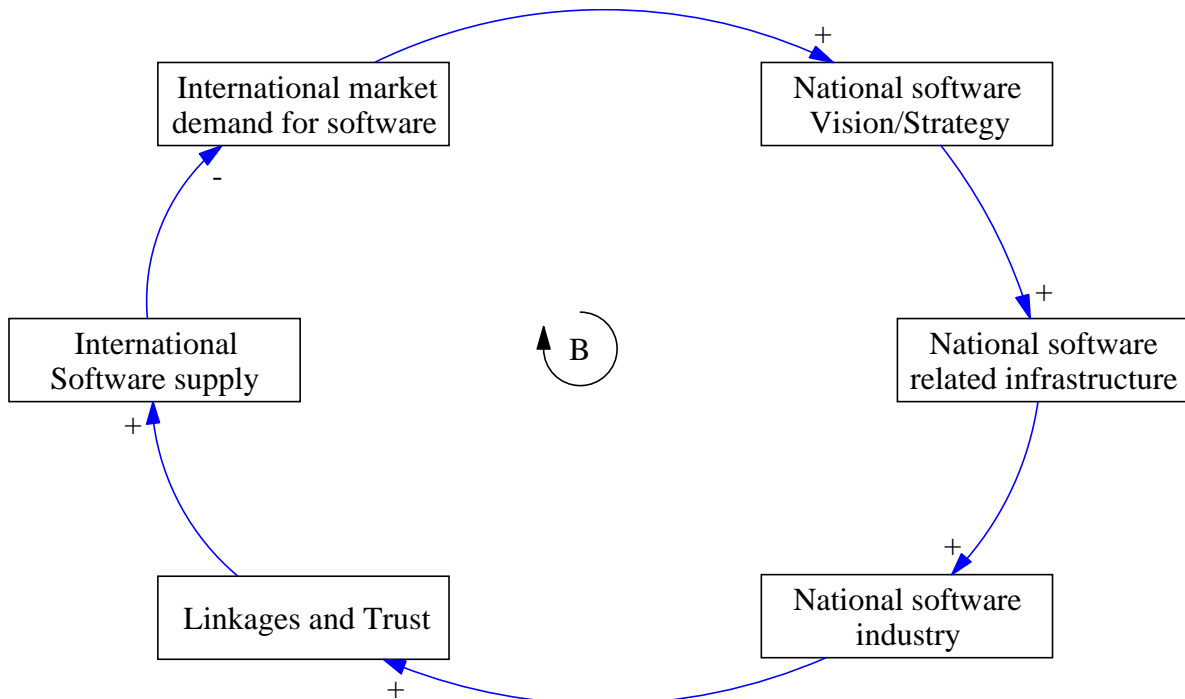 +
International market
demand for software
National software
Vision/Strategy
-
+
International
Software supply
B
National software
related infrastructure
+
+
Linkages and Trust
National software
industry
+